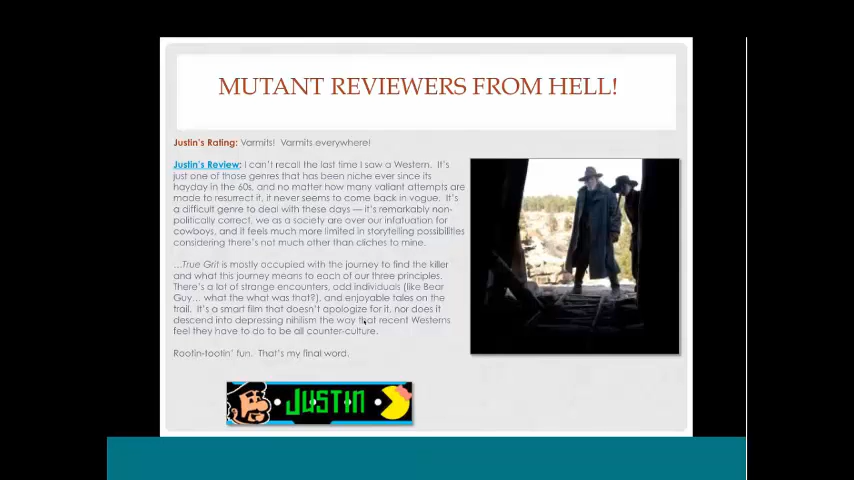 MUTANT REVIEWERS FROM HELL!
Justin's Rating: Varmits!  Varmits everywhere!
Justin's Review: I can't recall the last time I saw a Western.  It's
just one of those genres that has been niche ever since its
hayday in the 60s, and no matter how many valiant attempts are
made to resurrect it, it never seems to come back in vogue.  It's
a difficult genre to deal with these days — it's remarkably non-
politically correct, we as a society are over our infatuation for
cowboys, and it feels much more limited in storytelling possibilities
considering there's not much other than cliches to mine.
…True Grit is mostly occupied with the journey to find the killer
and what this journey means to each of our three principles.
There's a lot of strange encounters, odd individuals (like Bear
Guy… what the what was that?), and enjoyable tales on the
trail.  It's a smart film that doesn't apologize for it, nor does it
descend into depressing nihilism the way that recent Westerns
feel they have to do to be all counter-culture.
Rootin-tootin' fun.  That's my final word.
JUSTIN